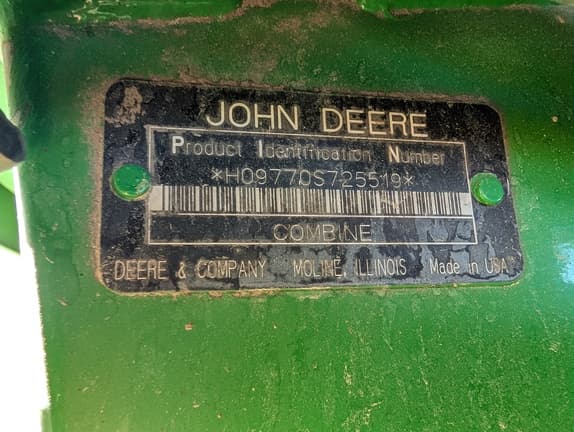 JOHN DEERE
Product Identification Number
*H09770S725519*
COMBINE
DEERE & COMPANY MOLINE, ILLINOIS Made in USA